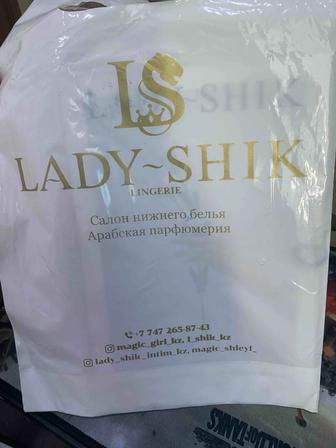 LS
LADY~SHIK
LINGERIE
Салон нижнего белья
Арабская парфюмерия
+7 747 265-87-43
magic_girl_kz, l_shik_kz
lady_shik_intim_kz, magic_shleyf_